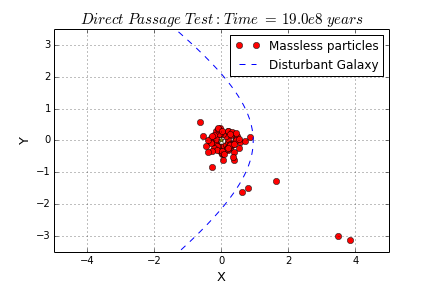 Direct Passage Test: Time = 19.0e8 years
Massless particles
Disturbant Galaxy
3
2
1
0
−1
−2
−3
Y
−4
−2
0
2
4
X